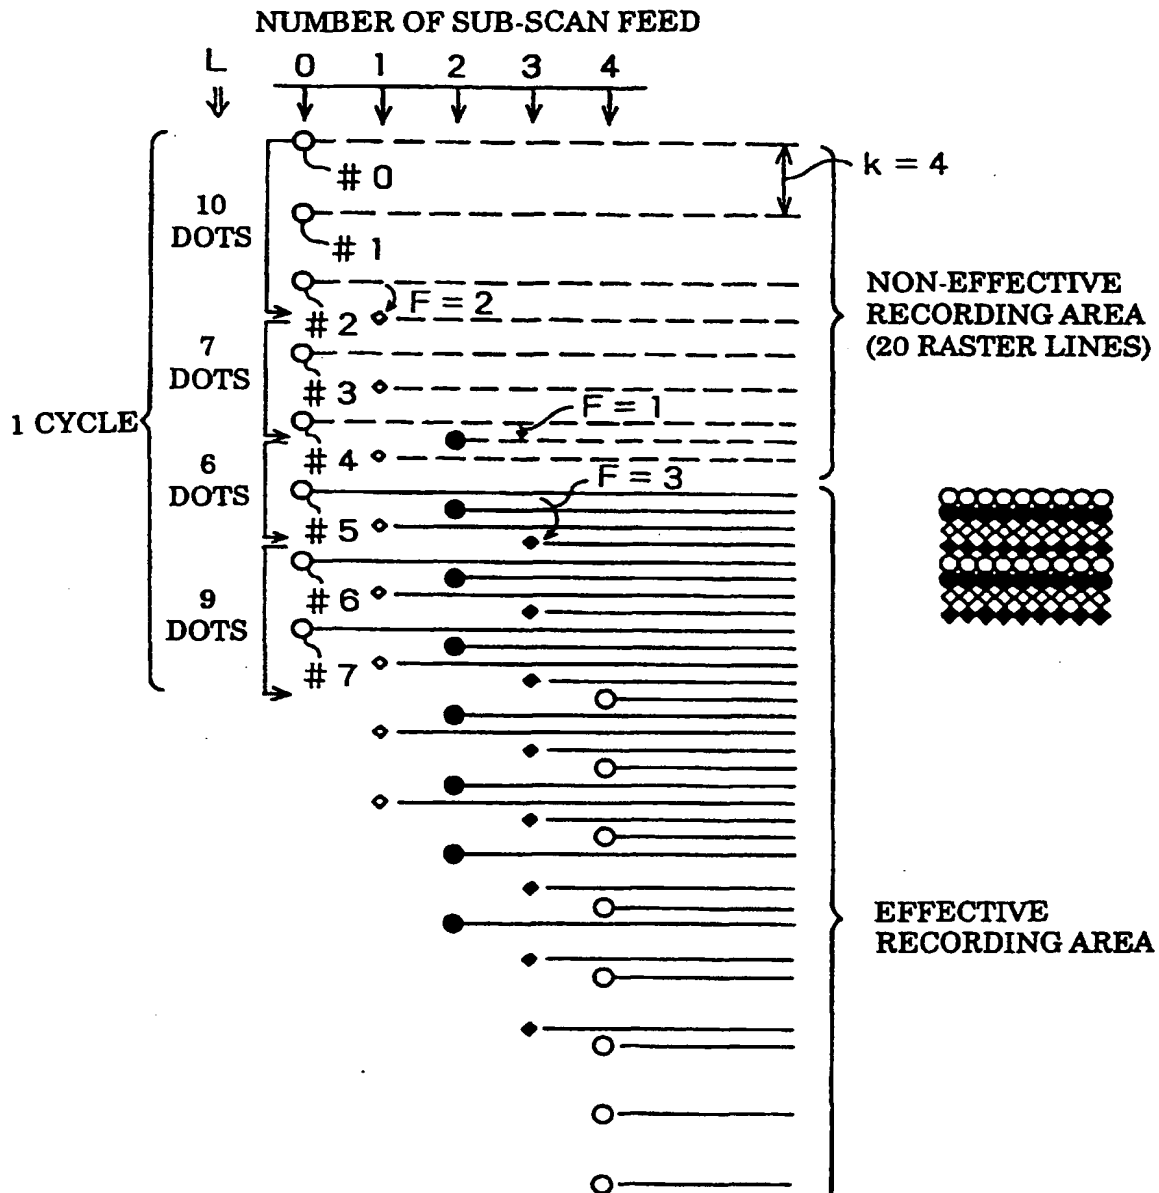 NUMBER OF SUB-SCAN FEED
L 0 1 2 3 4
# 0
k = 4
10
DOTS
# 1
F = 2
NON-EFFECTIVE
RECORDING AREA
(20 RASTER LINES)
# 2
7
DOTS
# 3
F = 1
1 CYCLE
# 4
6
DOTS
F = 3
# 5
# 6
9
DOTS
# 7
EFFECTIVE
RECORDING AREA